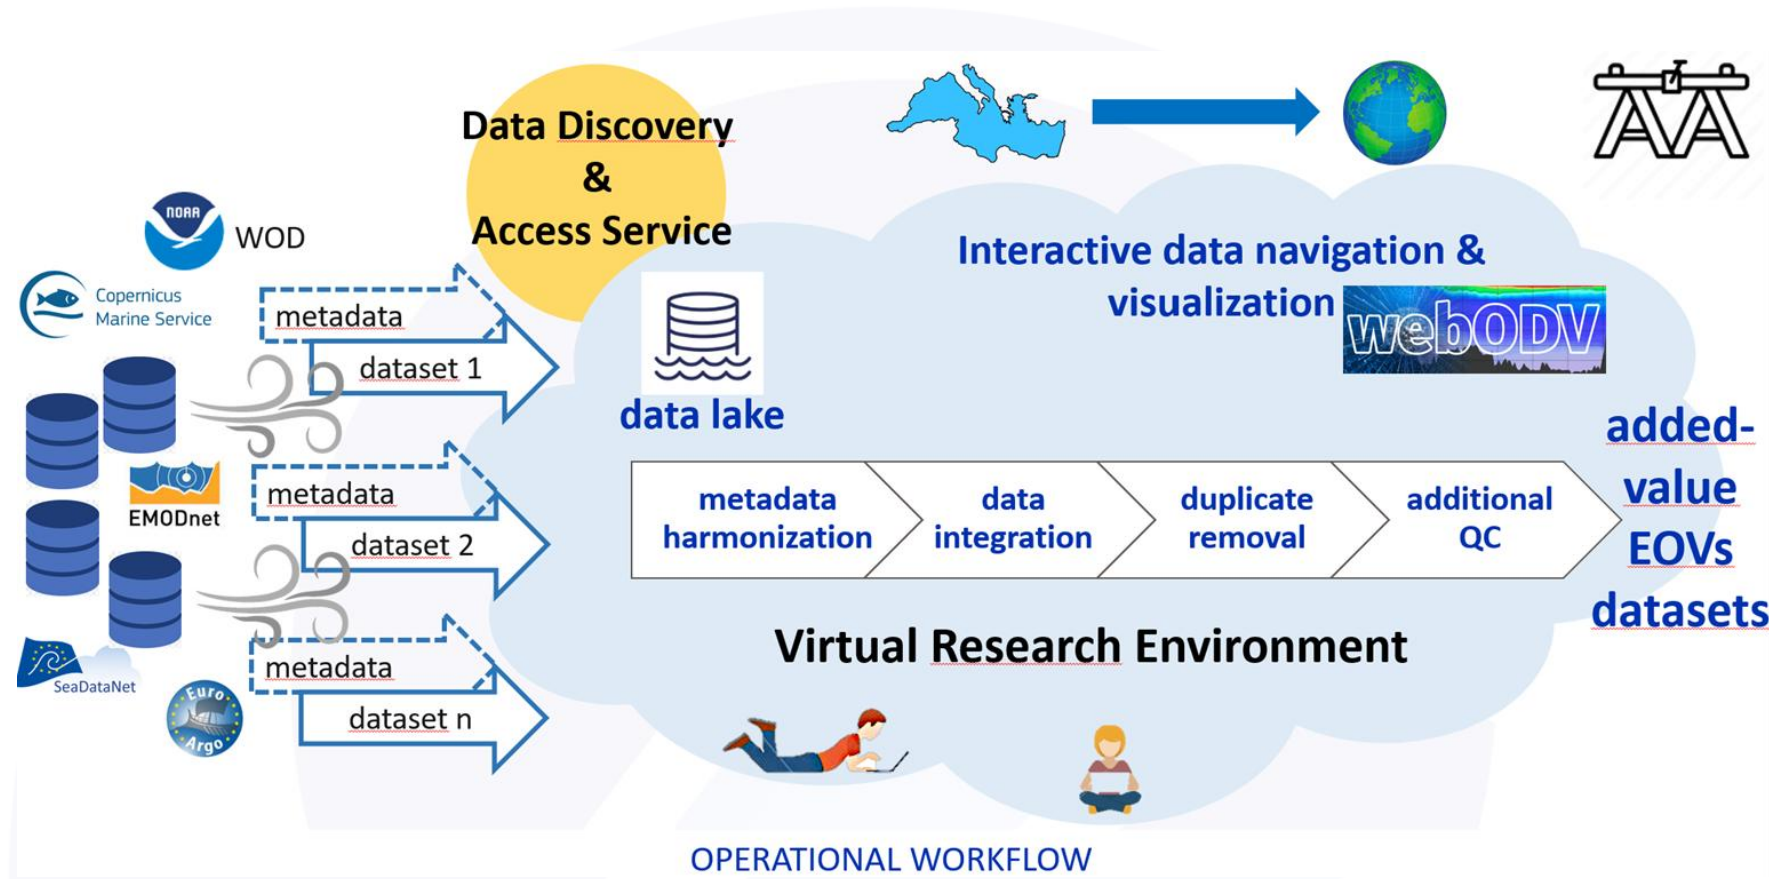 Data Discovery
&
Access Service
NOAA
WOD
Copernicus
Marine Service
metadata
dataset 1
EMODnet
metadata
dataset 2
SeaDataNet
Euro
Argo
metadata
dataset n
data lake
Interactive data navigation &
visualization
webODV
metadata
harmonization
data
integration
duplicate
removal
additional
QC
added-
value
EOVs
datasets
Virtual Research Environment
OPERATIONAL WORKFLOW